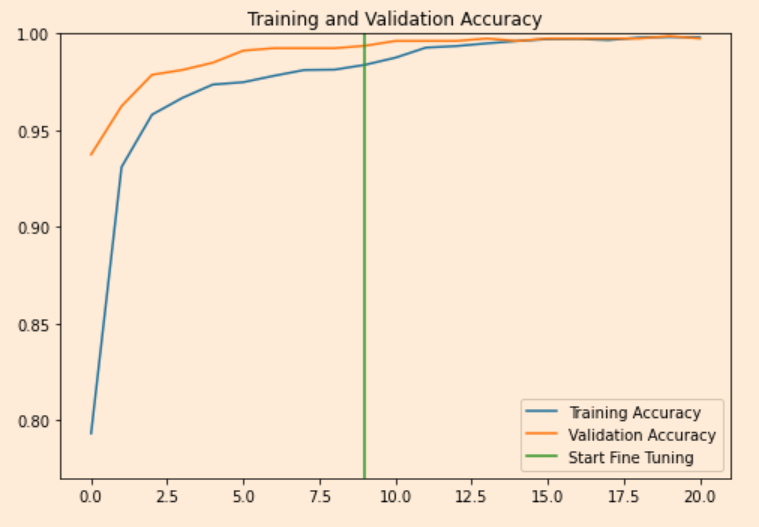 Training and Validation Accuracy
1.00
0.95
0.90
0.85
0.80
Training Accuracy
Validation Accuracy
Start Fine Tuning
0.0 2.5 5.0 7.5 10.0 12.5 15.0 17.5 20.0